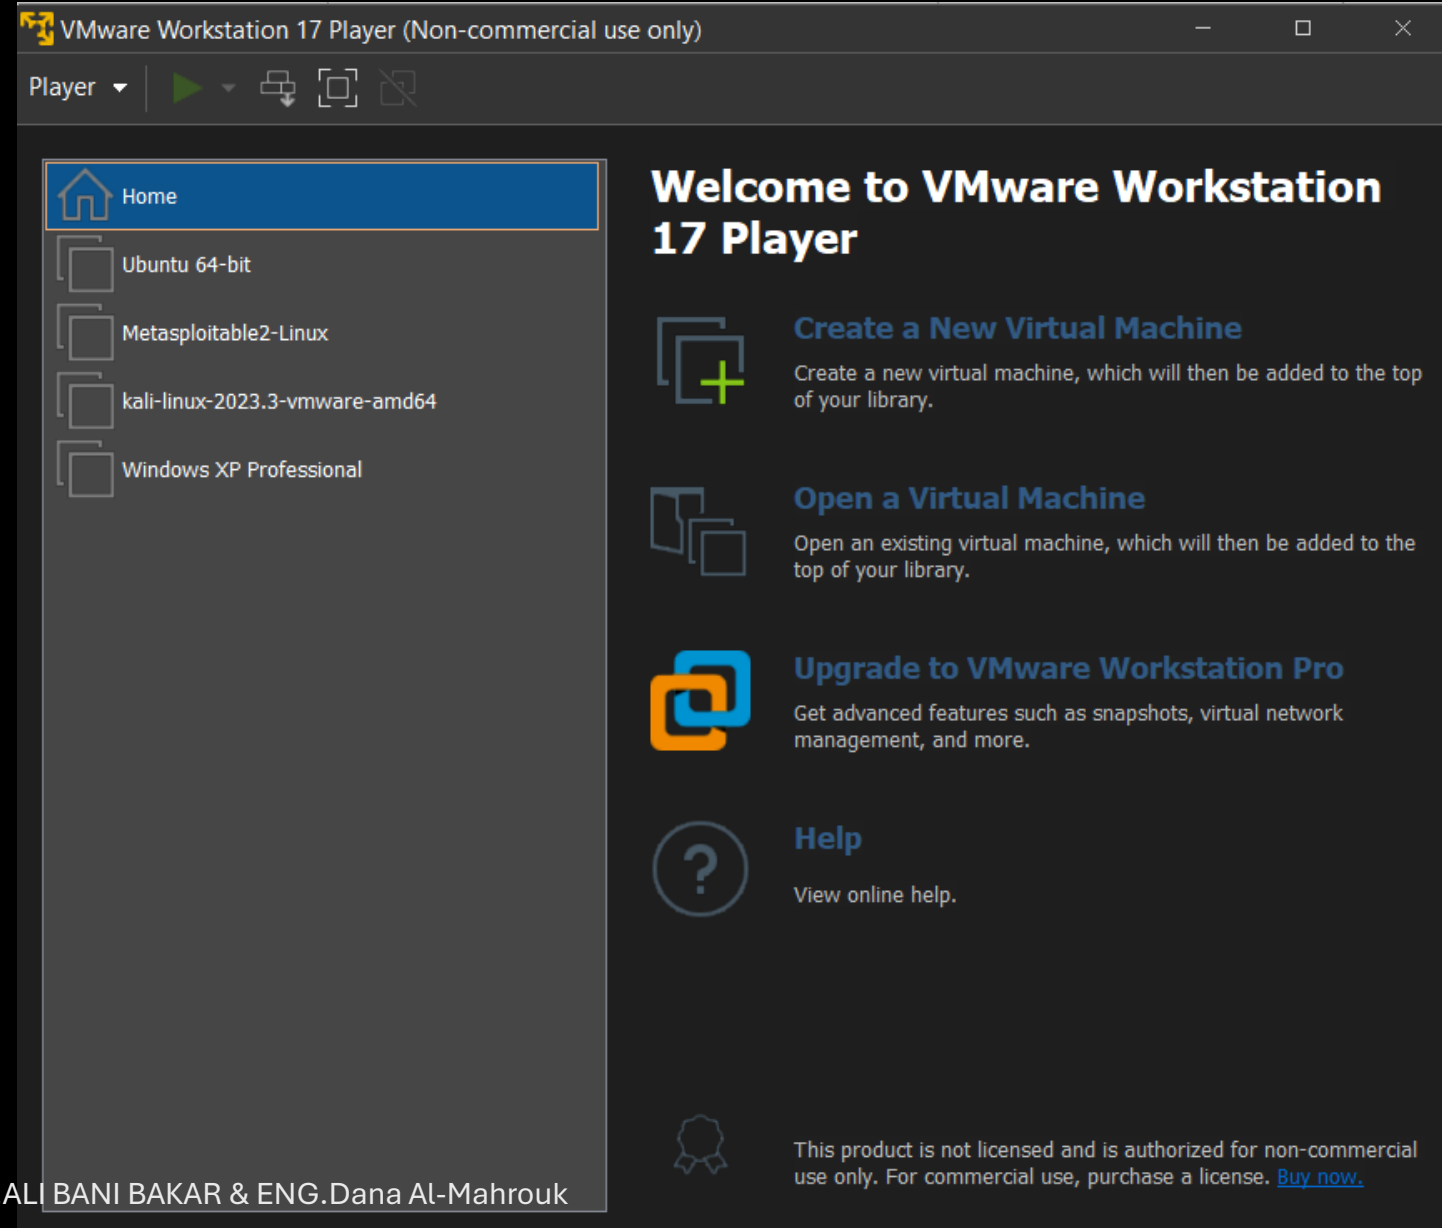 VMware Workstation 17 Player (Non-commercial use only)
Player
Home
Ubuntu 64-bit
Metasploitable2-Linux
kali-linux-2023.3-vmware-amd64
Windows XP Professional
Welcome to VMware Workstation
17 Player
Create a New Virtual Machine
Create a new virtual machine, which will then be added to the top
of your library.
Open a Virtual Machine
Open an existing virtual machine, which will then be added to the
top of your library.
Upgrade to VMware Workstation Pro
Get advanced features such as snapshots, virtual network
management, and more.
Help
View online help.
This product is not licensed and is authorized for non-commercial
use only. For commercial use, purchase a license. Buy now.
ALI BANI BAKAR & ENG.Dana Al-Mahrouk